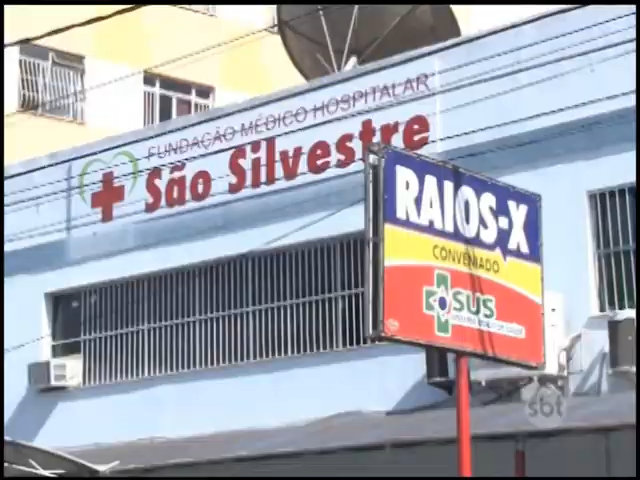 FUNDAÇÃO MÉDICO HOSPITALAR
São Silvestre
RAIOS-X
CONVENIADO
SUS
sbt